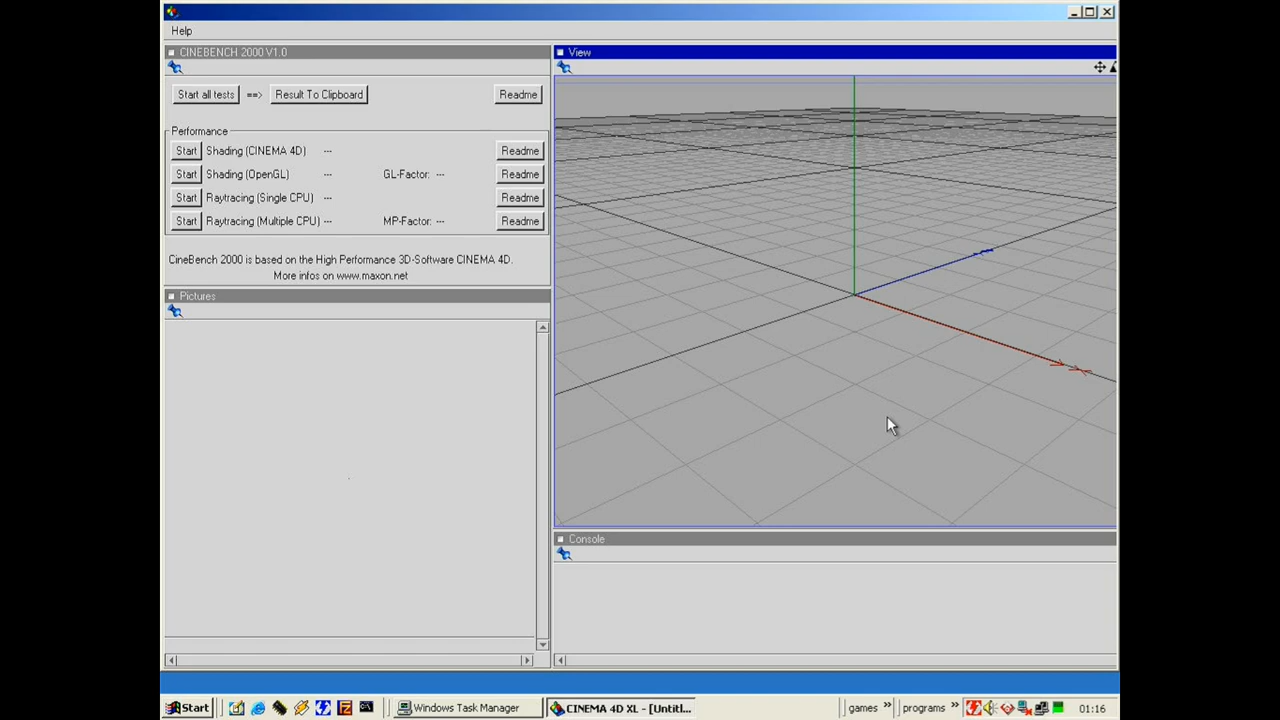 Help
CINEBENCH 2000 V1.0
View
Start all tests ==> Result To Clipboard Readme
Performance
Start Shading (CINEMA 4D) --- Readme
Start Shading (OpenGL) --- GL-Factor: --- Readme
Start Raytracing (Single CPU) --- Readme
Start Raytracing (Multiple CPU) --- MP-Factor: --- Readme
CineBench 2000 is based on the High Performance 3D-Software CINEMA 4D.
More infos on www.maxon.net
Pictures
Console
Start Windows Task Manager CINEMA 4D XL - [Untitl... games » programs » 01:16